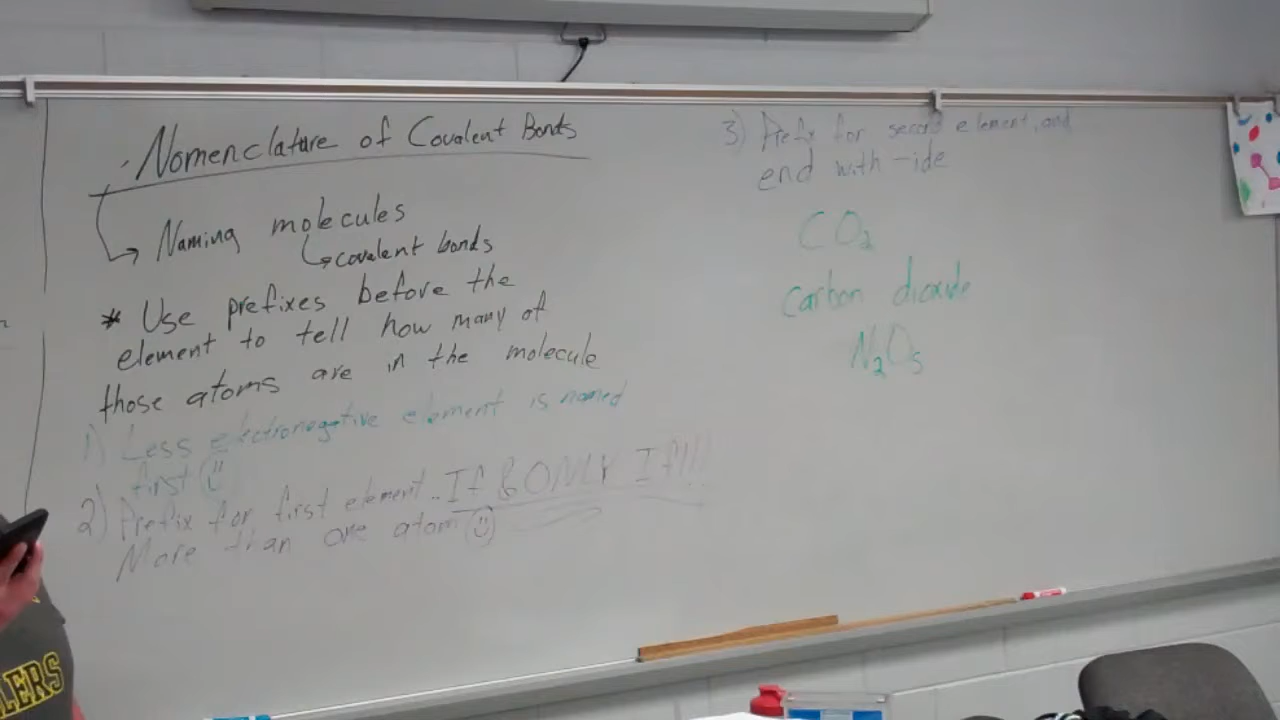 Nomenclature of Covalent Bonds
Naming molecules
covalent bonds
* Use prefixes before the
element to tell how many of
those atoms are in the molecule
1) Less electronegative element is named
first
2) Prefix for first element.. If & ONLY If!!!
More than one atom
3) Prefix for second element, and
end with -ide
CO₂
carbon dioxide
N₂O₅
LERS